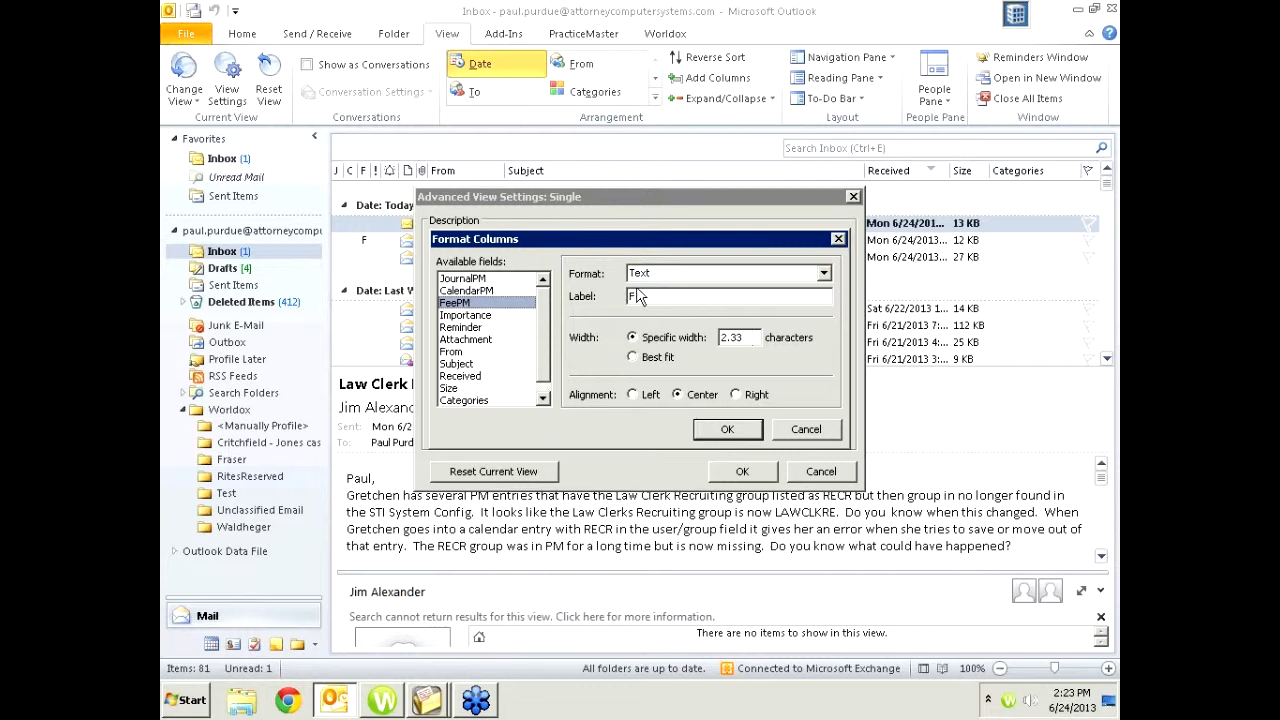 Inbox - paul.purdue@attorneycomputersystems.com - Microsoft Outlook
File Home Send / Receive Folder View Add-Ins PracticeMaster Worldox
Change View
View Settings
Reset View
Current View
Show as Conversations
Conversation Settings
Conversations
Date From
To Categories
Reverse Sort
Add Columns
Expand/Collapse
Arrangement
Navigation Pane
Reading Pane
To-Do Bar
Layout
People Pane
People Pane
Reminders Window
Open in New Window
Close All Items
Window
Favorites
Inbox (1)
Unread Mail
Sent Items
paul.purdue@attorneycompu
Inbox (1)
Drafts [4]
Sent Items
Deleted Items (412)
Junk E-Mail
Outbox
Profile Later
RSS Feeds
Search Folders
Worldox
<Manually Profile>
Critchfield - Jones cas
Fraser
RitesReserved
Test
Unclassified Email
Waldheger
Outlook Data File
Mail
Search Inbox (Ctrl+E)
J C F ! From Subject Received Size Categories
Date: Today
Mon 6/24/201... 13 KB
F Mon 6/24/2013... 12 KB
Mon 6/24/2013... 27 KB
Date: Last
Sat 6/22/2013 1... 14 KB
Fri 6/21/2013 7:... 112 KB
Fri 6/21/2013 4:... 25 KB
Fri 6/21/2013 3:... 9 KB
Advanced View Settings: Single
Description
Format Columns
Available fields:
JournalPM
CalendarPM
FeePM
Importance
Reminder
Attachment
From
Subject
Received
Size
Categories
Format: Text
Label: F
Width: Specific width: 2.33 characters
Best fit
Alignment: Left Center Right
OK Cancel
Reset Current View OK Cancel
Law Clerk
Jim Alexander
Sent: Mon 6/2
To: Paul Purd
Paul,
Gretchen has several PM entries that have the Law Clerk Recruiting group listed as RECR but then group in no longer found in
the STI System Config. It looks like the Law Clerks Recruiting group is now LAWCLKRE. Do you know when this changed. When
Gretchen goes into a calendar entry with RECR in the user/group field it gives her an error when she tries to save or move out of
that entry. The RECR group was in PM for a long time but is now missing. Do you know what could have happened?
Jim Alexander
Search cannot return results for this view. Click here for more information.
There are no items to show in this view.
Items: 81 Unread: 1 All folders are up to date. Connected to Microsoft Exchange 100%
Start
2:23 PM
6/24/2013